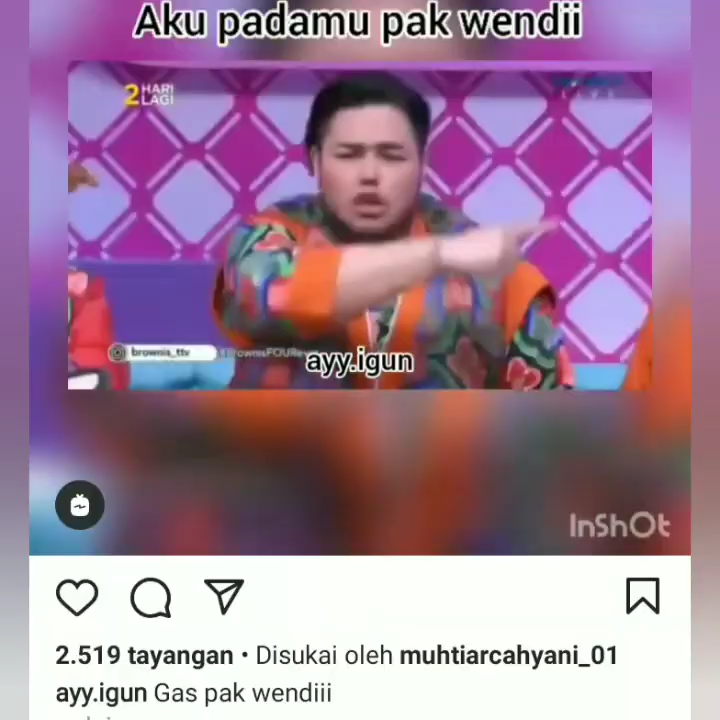 Aku padamu pak wendii
2 HARI
LAGI
LIVE
brownis_ttv
ayy.igun
InShOt
2.519 tayangan • Disukai oleh muhtiarcahyani_01
ayy.igun Gas pak wendiii